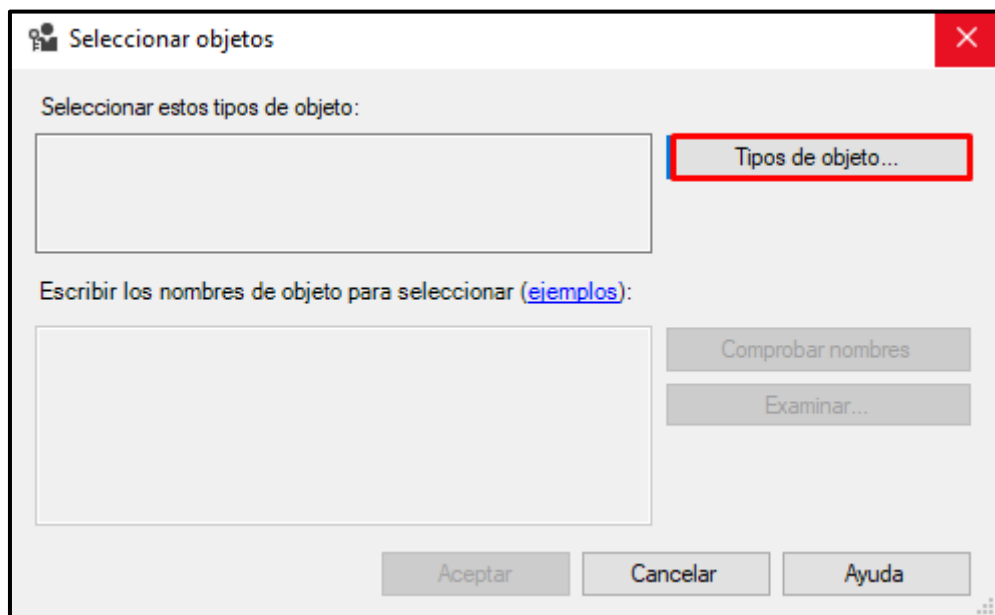 Seleccionar objetos
Seleccionar estos tipos de objeto:
Tipos de objeto...
Escribir los nombres de objeto para seleccionar (ejemplos):
Comprobar nombres
Examinar...
Aceptar
Cancelar
Ayuda